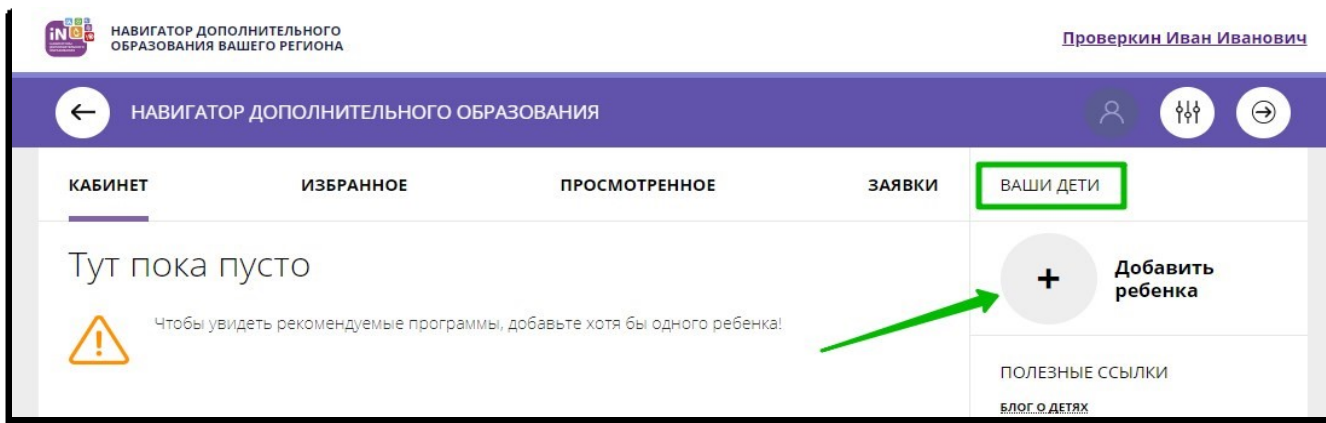 iN
НАВИГАТОР ДОПОЛНИТЕЛЬНОГО
ОБРАЗОВАНИЯ ВАШЕГО РЕГИОНА
Проверкин Иван Иванович
НАВИГАТОР ДОПОЛНИТЕЛЬНОГО ОБРАЗОВАНИЯ
КАБИНЕТ ИЗБРАННОЕ ПРОСМОТРЕННОЕ ЗАЯВКИ
ВАШИ ДЕТИ
Тут пока пусто
Чтобы увидеть рекомендуемые программы, добавьте хотя бы одного ребенка!
Добавить
ребенка
ПОЛЕЗНЫЕ ССЫЛКИ
БЛОГ О ДЕТЯХ